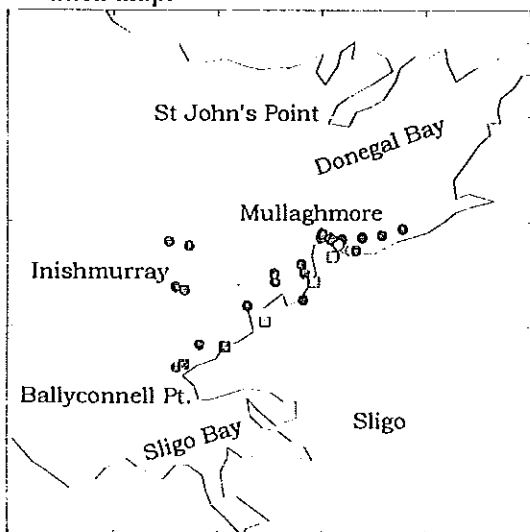 St John's Point
Donegal Bay
Mullaghmore
Inishmurray
Ballyconnell Pt.
Sligo Bay
Sligo